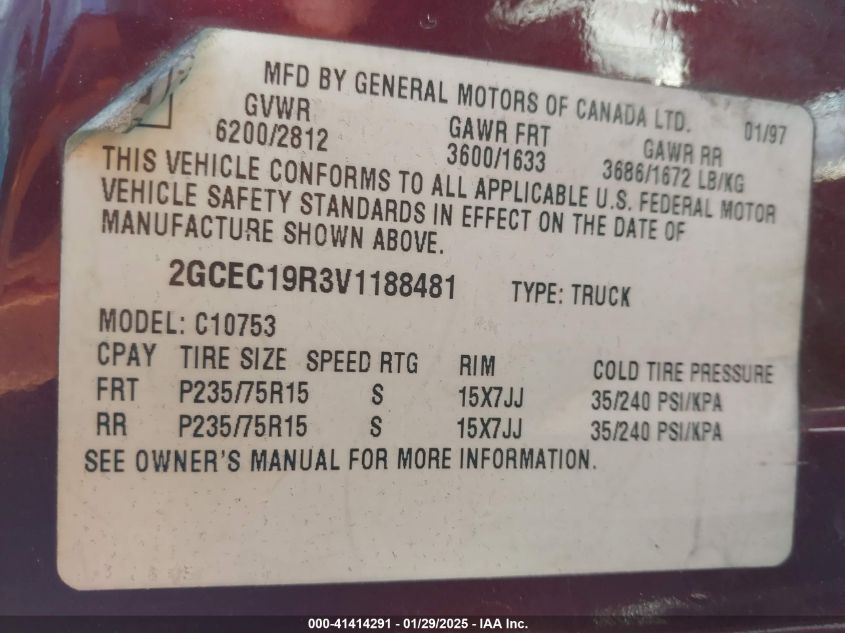 MFD BY GENERAL MOTORS OF CANADA LTD. 01/97
GVWR GAWR FRT GAWR RR
6200/2812 3600/1633 3686/1672 LB/KG
THIS VEHICLE CONFORMS TO ALL APPLICABLE U.S. FEDERAL MOTOR
VEHICLE SAFETY STANDARDS IN EFFECT ON THE DATE OF
MANUFACTURE SHOWN ABOVE.
2GCEC19R3V1188481 TYPE: TRUCK
MODEL: C10753
CPAY TIRE SIZE SPEED RTG RIM COLD TIRE PRESSURE
FRT P235/75R15 S 15X7JJ 35/240 PSI/KPA
RR P235/75R15 S 15X7JJ 35/240 PSI/KPA
SEE OWNER'S MANUAL FOR MORE INFORMATION.
000-41414291 - 01/29/2025 - IAA Inc.